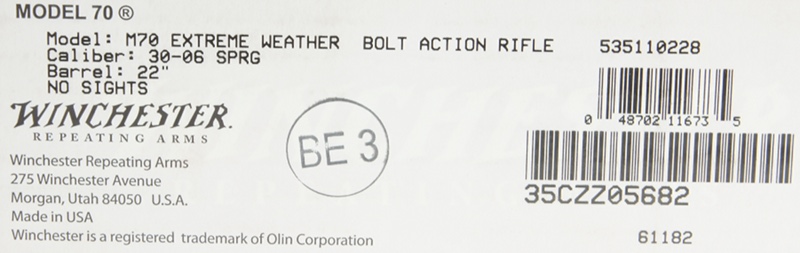 MODEL 70 ®
Model: M70 EXTREME WEATHER BOLT ACTION RIFLE 535110228
Caliber: 30-06 SPRG
Barrel: 22"
NO SIGHTS
WINCHESTER.
REPEATING ARMS
BE 3
0 48702 11673 5
Winchester Repeating Arms
275 Winchester Avenue
Morgan, Utah 84050 U.S.A.
Made in USA
Winchester is a registered trademark of Olin Corporation
35CZZ05682
61182